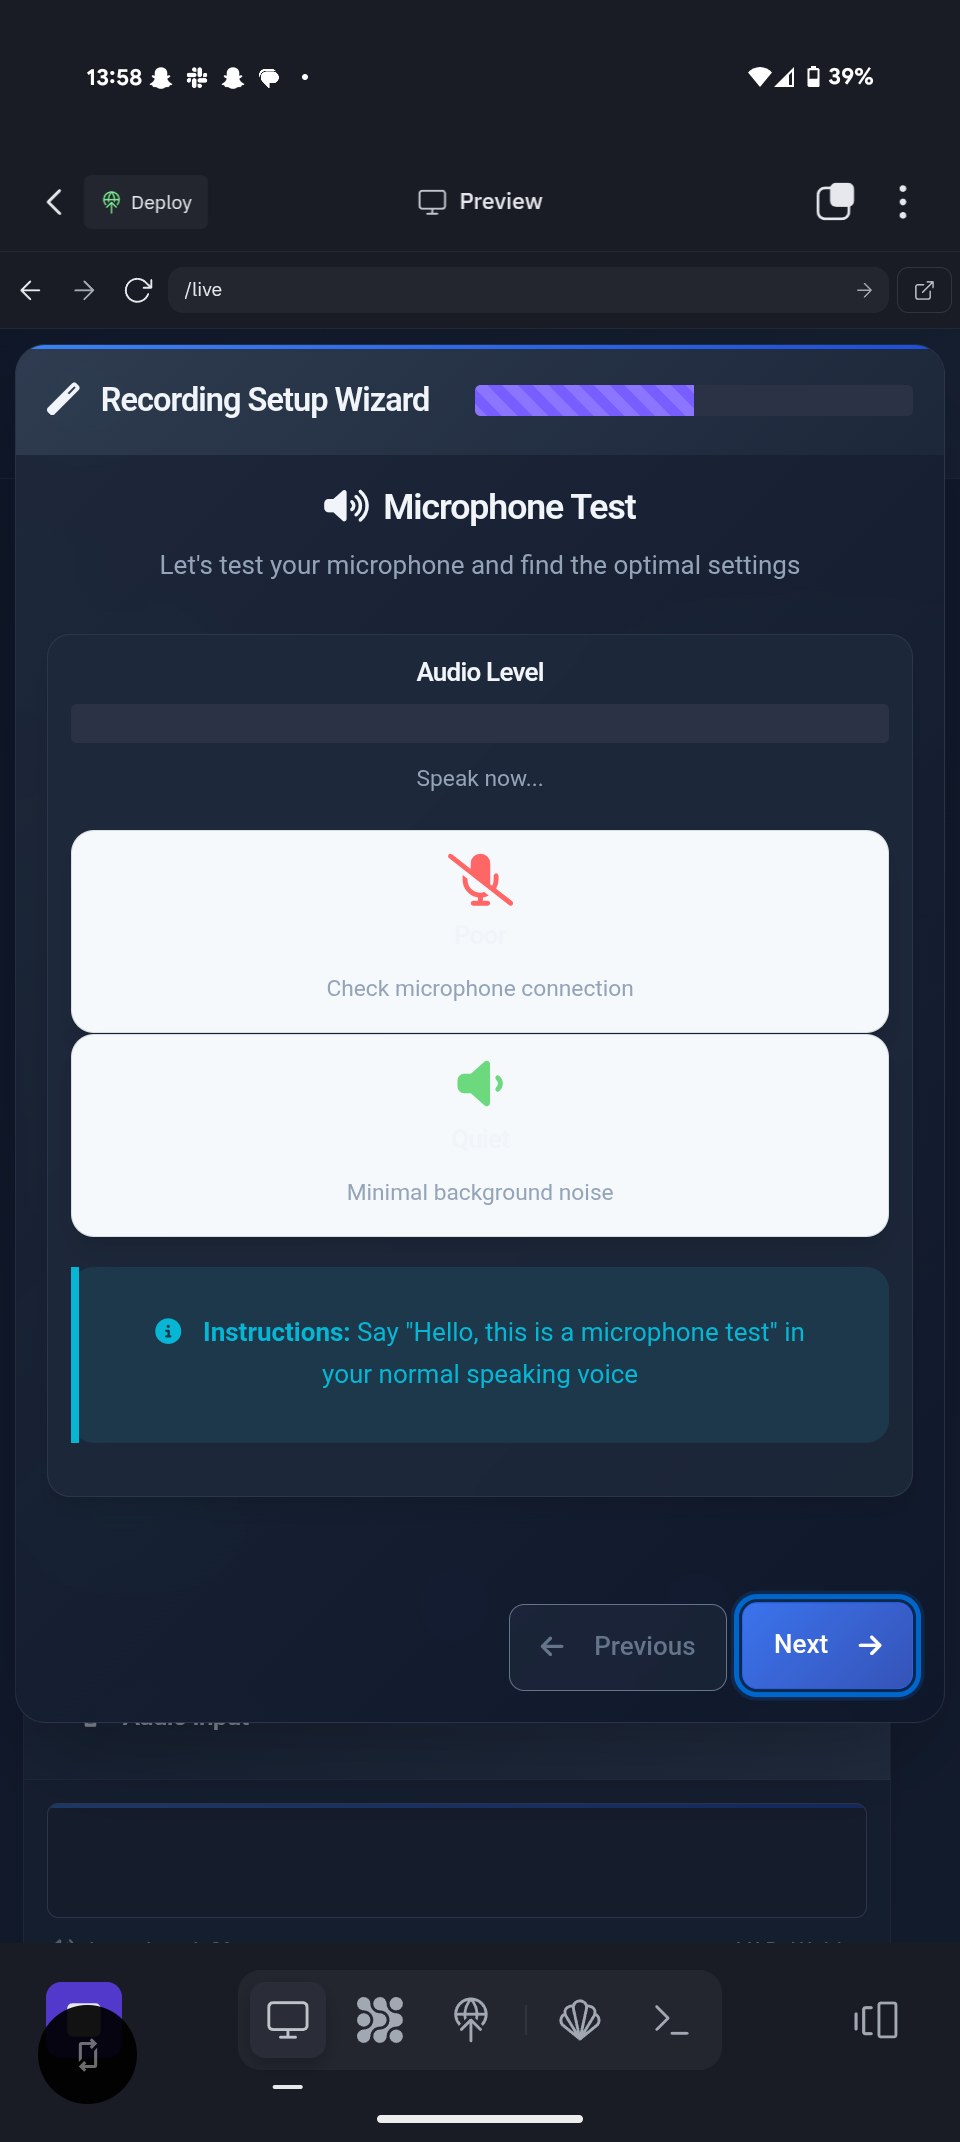 13:58
39%
Deploy
Preview
/live
Recording Setup Wizard
Microphone Test
Let's test your microphone and find the optimal settings
Audio Level
Speak now...
Poor
Check microphone connection
Quiet
Minimal background noise
Instructions: Say "Hello, this is a microphone test" in
your normal speaking voice
Previous
Next
Audio Input